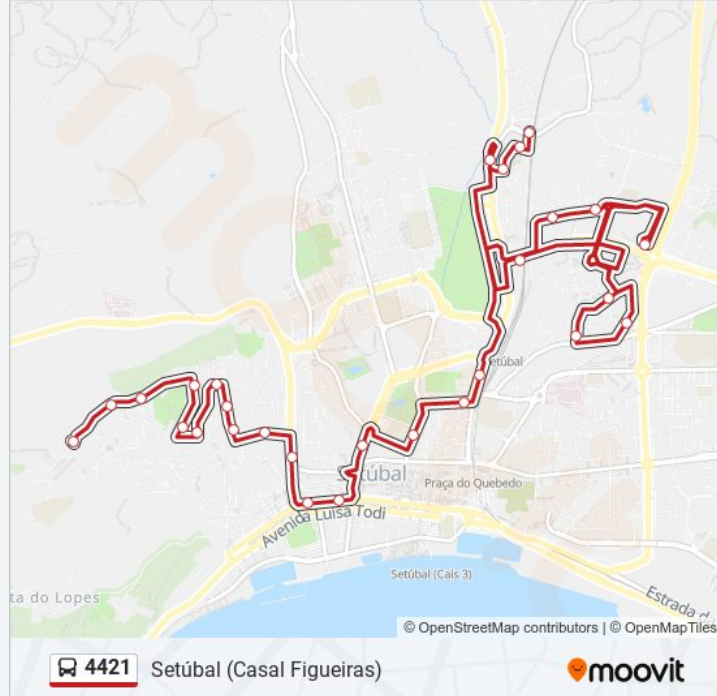 etúbal
Setúbal
Praça do Quebedo
Avenida Luísa Todi
Setúbal (Cais 3)
ta do Lopes
Estrada d
© OpenStreetMap contributors | © OpenMapTiles
4421 Setúbal (Casal Figueiras)
moovit